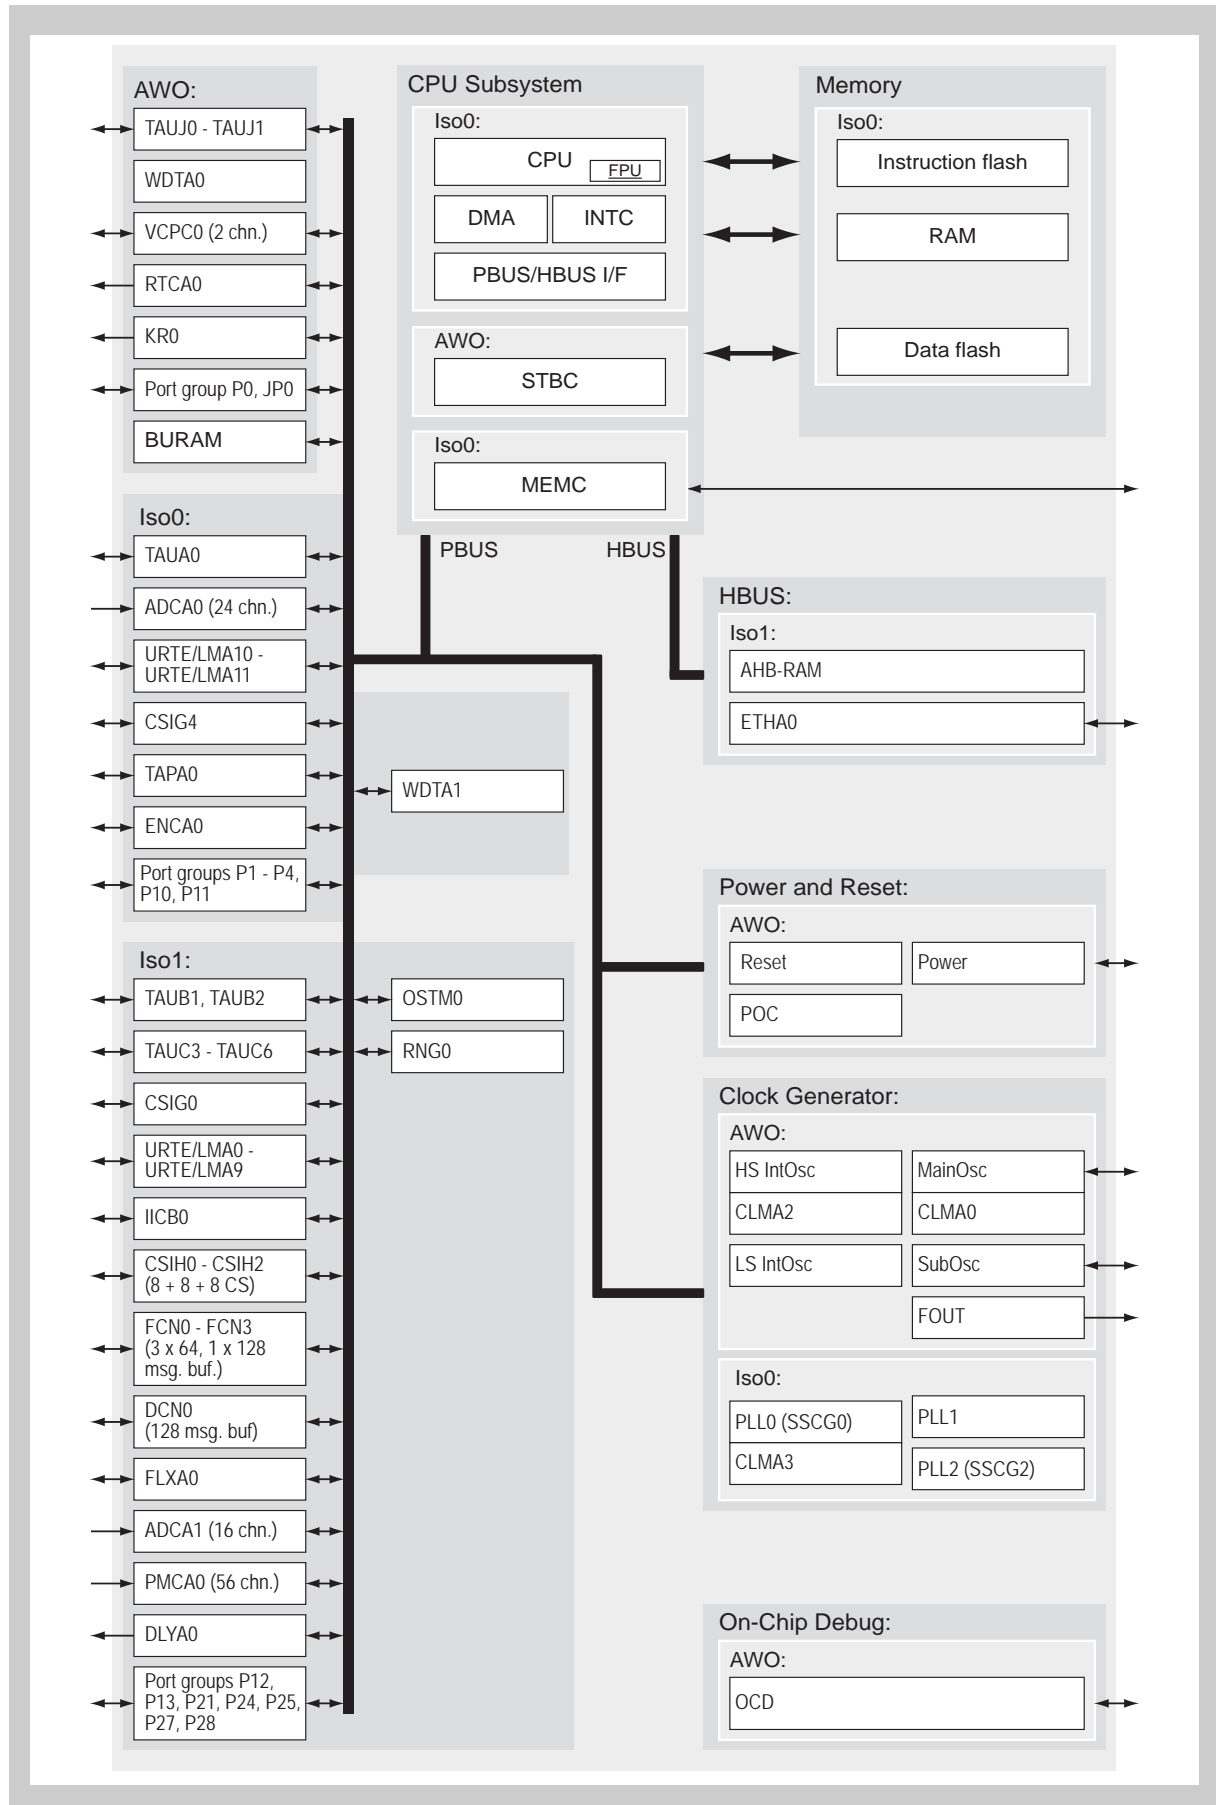 AWO:
TAUJ0 - TAUJ1
WDTA0
VCPC0 (2 chn.)
RTCA0
KR0
Port group P0, JP0
BURAM
CPU Subsystem
Iso0:
CPU
FPU
DMA
INTC
PBUS/HBUS I/F
AWO:
STBC
Iso0:
MEMC
Memory
Iso0:
Instruction flash
RAM
Data flash
PBUS
HBUS
Iso0:
TAUA0
ADCA0 (24 chn.)
URTE/LMA10 -
URTE/LMA11
CSIG4
TAPA0
ENCA0
Port groups P1 - P4,
P10, P11
WDTA1
HBUS:
Iso1:
AHB-RAM
ETHA0
Power and Reset:
AWO:
Reset
Power
POC
Iso1:
TAUB1, TAUB2
TAUC3 - TAUC6
CSIG0
URTE/LMA0 -
URTE/LMA9
IICB0
CSIH0 - CSIH2
(8 + 8 + 8 CS)
FCN0 - FCN3
(3 x 64, 1 x 128
msg. buf.)
DCN0
(128 msg. buf)
FLXA0
ADCA1 (16 chn.)
PMCA0 (56 chn.)
DLYA0
Port groups P12,
P13, P21, P24, P25,
P27, P28
OSTM0
RNG0
Clock Generator:
AWO:
HS IntOsc
MainOsc
CLMA2
CLMA0
LS IntOsc
SubOsc
FOUT
Iso0:
PLL0 (SSCG0)
PLL1
CLMA3
PLL2 (SSCG2)
On-Chip Debug:
AWO:
OCD